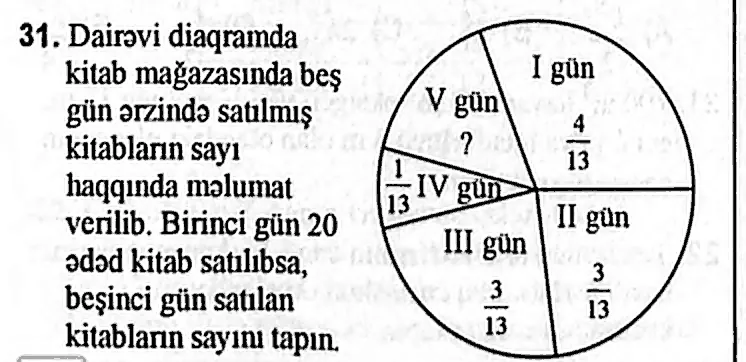 31. Dairəvi diaqramda
kitab mağazasında beş
gün ərzində satılmış
kitabların sayı
haqqında məlumat
verilib. Birinci gün 20
ədəd kitab satılıbsa,
beşinci gün satılan
kitabların sayını tapın.
I gün
4/13
V gün
?
1/13 IV gün
II gün
3/13
III gün
3/13